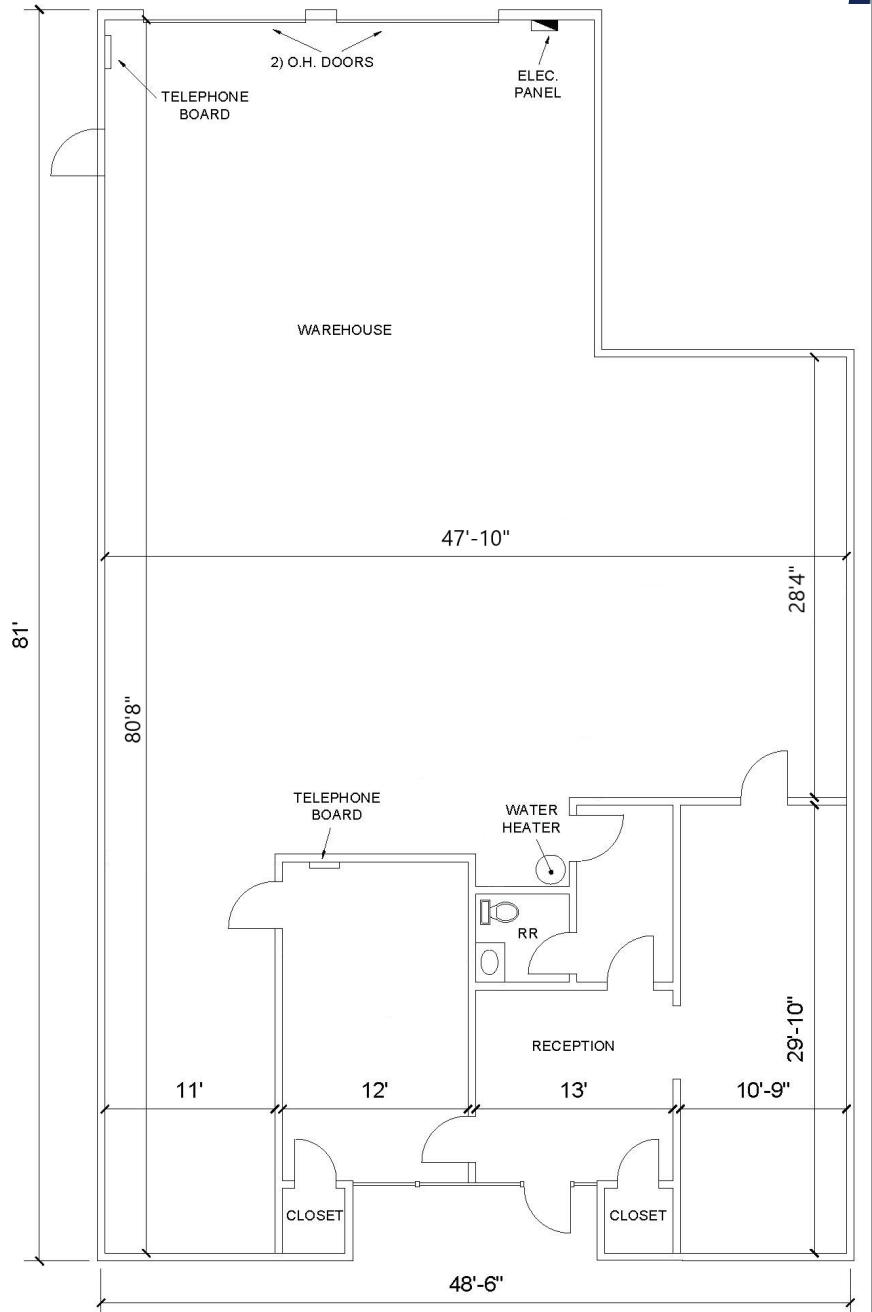 2) O.H. DOORS
ELEC.
PANEL
TELEPHONE
BOARD
WAREHOUSE
47'-10"
28'4"
81'
80'8"
TELEPHONE
BOARD
WATER
HEATER
RR
RECEPTION
29'-10"
11'
12'
13'
10'-9"
CLOSET
CLOSET
48'-6"